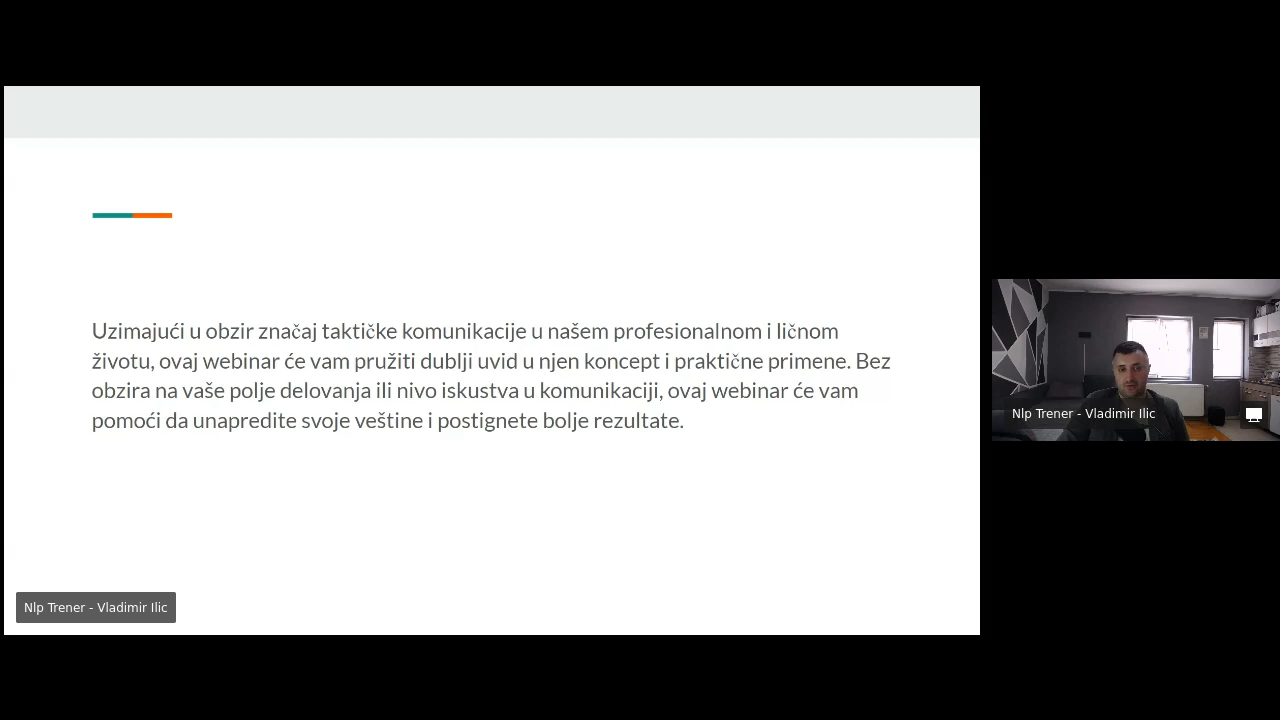 Uzimajući u obzir značaj taktičke komunikacije u našem profesionalnom i ličnom
životu, ovaj webinar će vam pružiti dublji uvid u njen koncept i praktične primene. Bez
obzira na vaše polje delovanja ili nivo iskustva u komunikaciji, ovaj webinar će vam
pomoći da unapredite svoje veštine i postignete bolje rezultate.
Nlp Trener - Vladimir Ilic
Nlp Trener - Vladimir Ilic